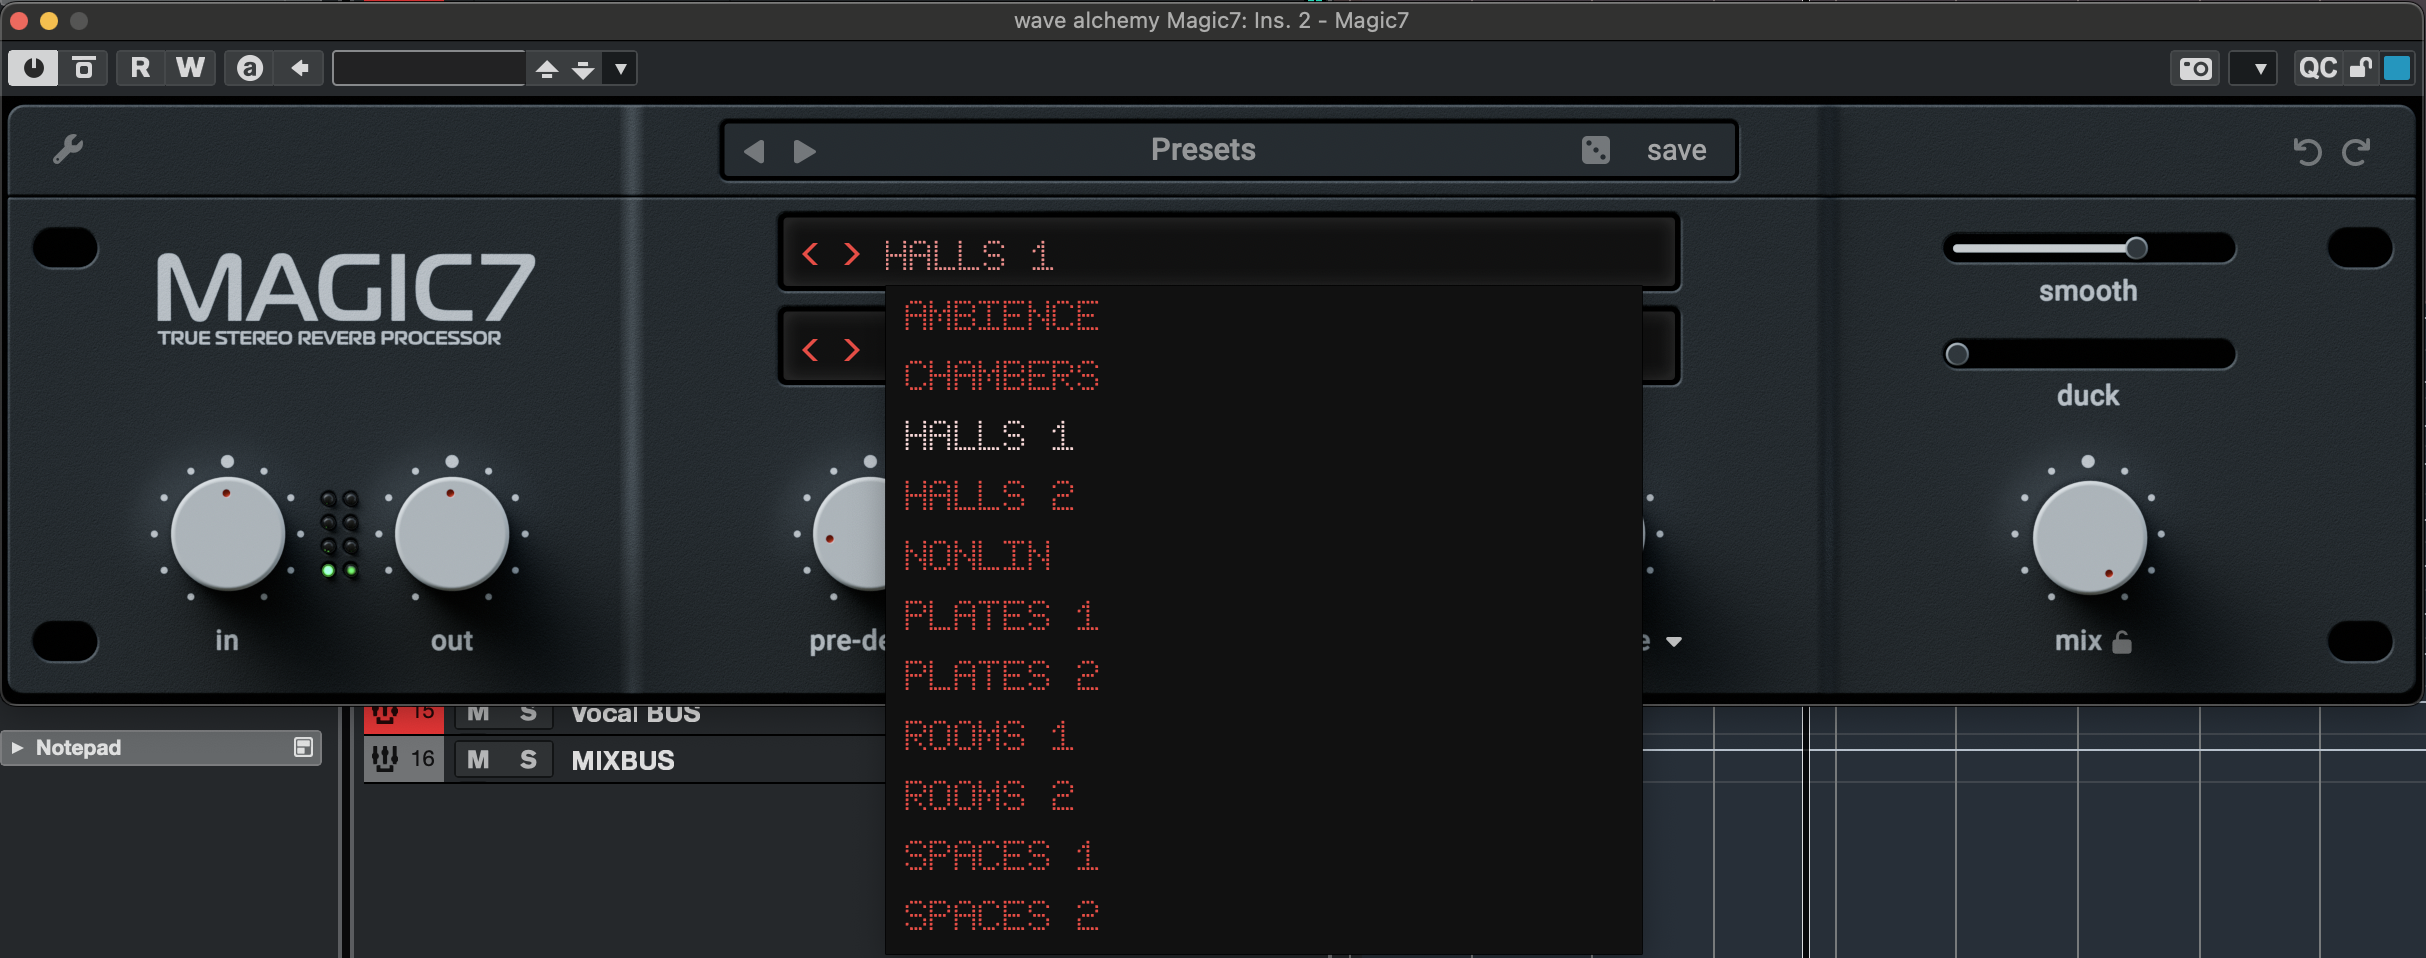 wave alchemy Magic7: Ins. 2 - Magic7
R W a QC
Presets save
MAGIC7
TRUE STEREO REVERB PROCESSOR
< > HALLS 1
< >
AMBIENCE
CHAMBERS
HALLS 1
HALLS 2
NONLIN
PLATES 1
PLATES 2
ROOMS 1
ROOMS 2
SPACES 1
SPACES 2
smooth
duck
in out pre-de e mix
15 M S Vocal BUS
Notepad
16 M S MIXBUS